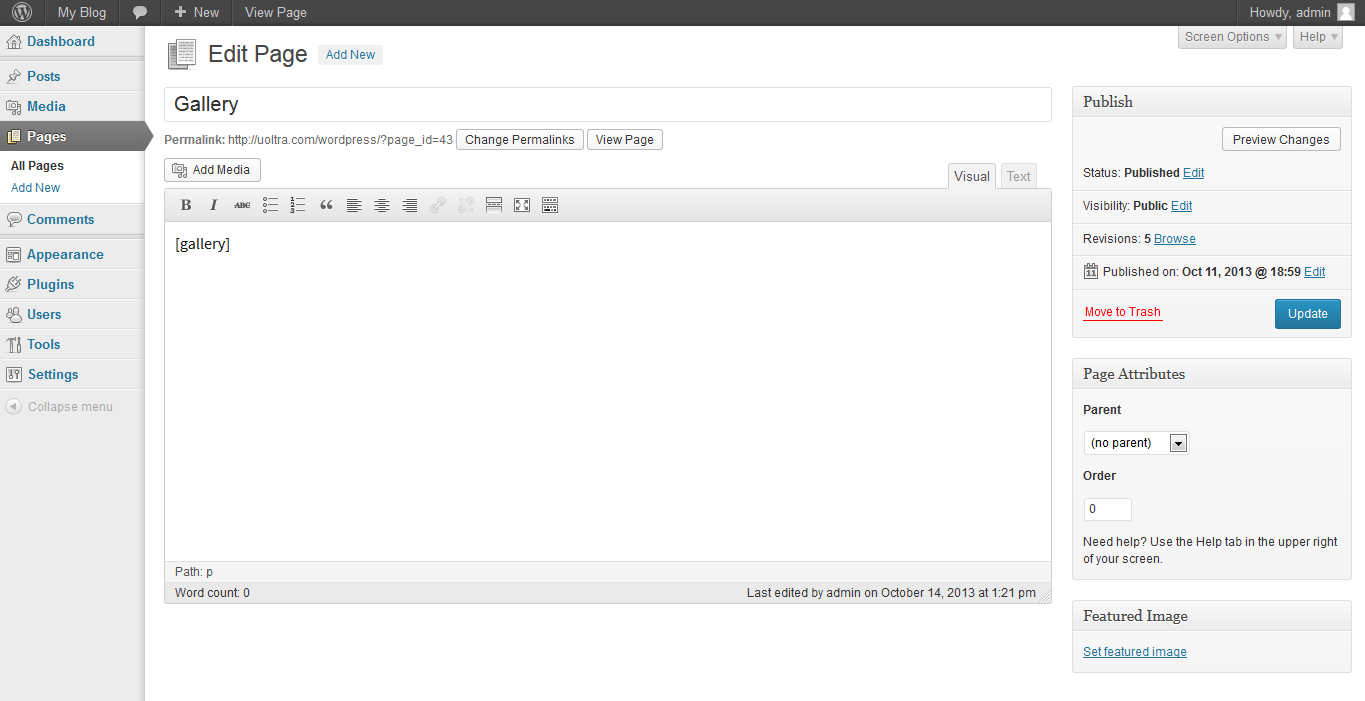 My Blog
New
View Page
Howdy, admin
Dashboard
Posts
Media
Pages
All Pages
Add New
Comments
Appearance
Plugins
Users
Tools
Settings
Collapse menu
Screen Options
Help
Edit Page
Add New
Gallery
Permalink: http://uoltra.com/wordpress/?page_id=43
Change Permalinks
View Page
Add Media
Visual
Text
B
I
ABC
[gallery]
Path: p
Word count: 0
Last edited by admin on October 14, 2013 at 1:21 pm
Publish
Preview Changes
Status: Published Edit
Visibility: Public Edit
Revisions: 5 Browse
11
Published on: Oct 11, 2013 @ 18:59 Edit
Move to Trash
Update
Page Attributes
Parent
(no parent)
Order
0
Need help? Use the Help tab in the upper right
of your screen.
Featured Image
Set featured image